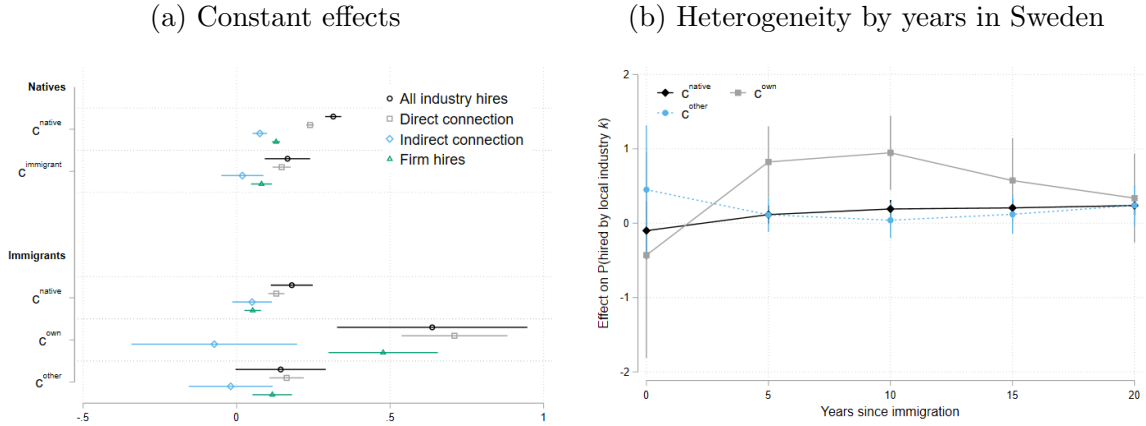 (a) Constant effects
Natives
C^native
C^immigrant
Immigrants
C^native
C^own
C^other
All industry hires
Direct connection
Indirect connection
Firm hires
-.5 0 .5 1
(b) Heterogeneity by years in Sweden
C^native C^own
C^other
Effect on P(hired by local industry k)
2
1
0
-1
-2
0 5 10 15 20
Years since immigration